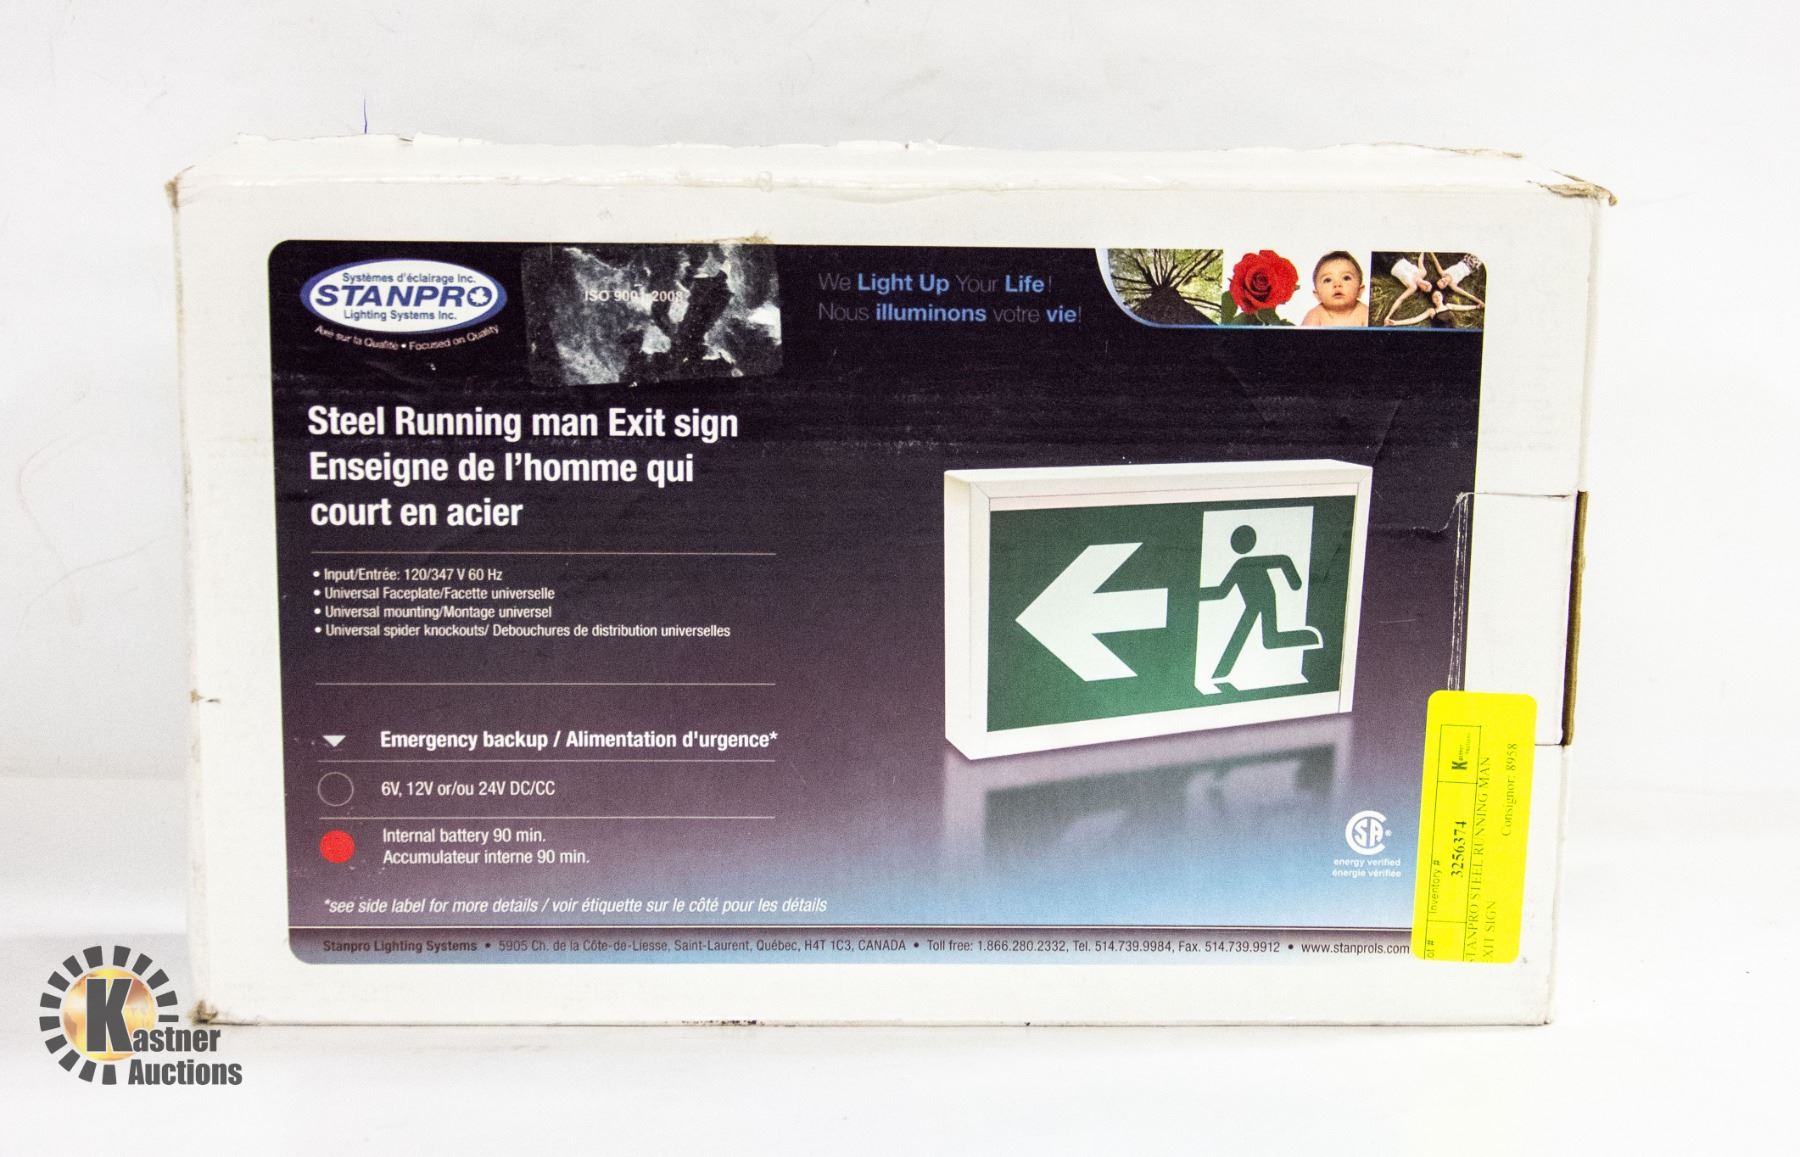 Systèmes d'éclairage Inc.
STANPRO
Lighting Systems Inc.
Axé sur la Qualité • Focused on Quality
ISO 9001:2008
We Light Up Your Life!
Nous illuminons votre vie!
Steel Running man Exit sign
Enseigne de l'homme qui
court en acier
• Input/Entrée: 120/347 V 60 Hz
• Universal Faceplate/Facette universelle
• Universal mounting/Montage universel
• Universal spider knockouts/ Debouchures de distribution universelles
Emergency backup / Alimentation d'urgence*
6V, 12V or/ou 24V DC/CC
Internal battery 90 min.
Accumulateur interne 90 min.
*see side label for more details / voir étiquette sur le côté pour les détails
SA®
energy verified
énergie vérifiée
Stanpro Lighting Systems • 5905 Ch. de la Côte-de-Liesse, Saint-Laurent, Québec, H4T 1C3, CANADA • Toll free: 1.866.280.2332, Tel. 514.739.9984, Fax. 514.739.9912 • www.stanprols.com
ot #
Inventory #
3256374
Kastner
Auctions
STANPRO STEEL RUNNING MAN
EXIT SIGN
Consignor: 8958
Kastner
Auctions